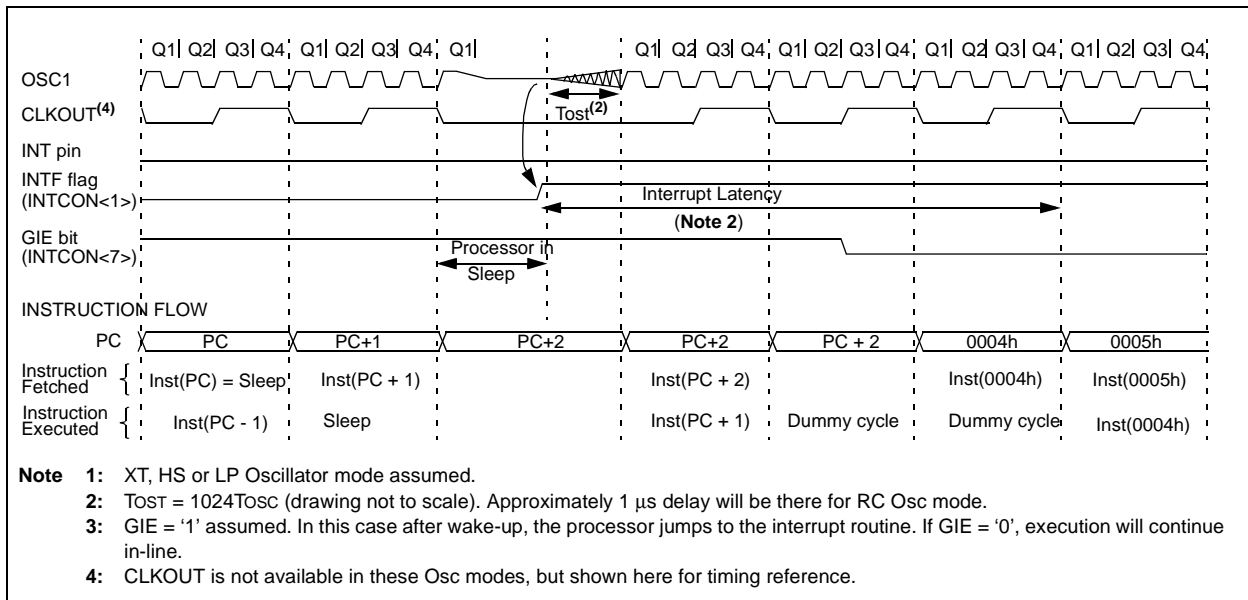 Q1 Q2 Q3 Q4 Q1 Q2 Q3 Q4 Q1 Q1 Q2 Q3 Q4 Q1 Q2 Q3 Q4 Q1 Q2 Q3 Q4 Q1 Q2 Q3 Q4
OSC1
CLKOUT(4)
TOST(2)
INT pin
INTF flag
(INTCON<1>)
Interrupt Latency
(Note 2)
GIE bit
(INTCON<7>)
Processor in
Sleep
INSTRUCTION FLOW
PC PC PC+1 PC+2 PC+2 PC + 2 0004h 0005h
Instruction
Fetched { Inst(PC) = Sleep Inst(PC + 1) Inst(PC + 2) Inst(0004h) Inst(0005h)
Instruction
Executed { Inst(PC - 1) Sleep Inst(PC + 1) Dummy cycle Dummy cycle Inst(0004h)
Note 1: XT, HS or LP Oscillator mode assumed.
2: TOST = 1024TOSC (drawing not to scale). Approximately 1 μs delay will be there for RC Osc mode.
3: GIE = ‘1’ assumed. In this case after wake-up, the processor jumps to the interrupt routine. If GIE = ‘0’, execution will continue
in-line.
4: CLKOUT is not available in these Osc modes, but shown here for timing reference.